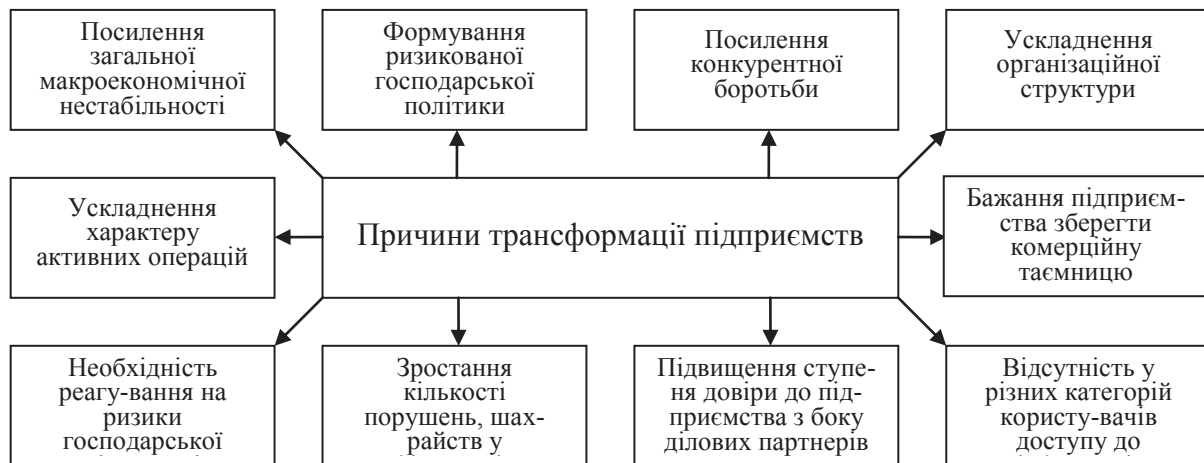 Посилення
загальної
макроекономічної
нестабільності
Формування
ризикованої
господарської
політики
Посилення
конкурентної
боротьби
Ускладнення
організаційної
структури
Ускладнення
характеру
активних операцій
Причини трансформації підприємств
Бажання підприєм-
ства зберегти
комерційну
таємницю
Необхідність
реагу-вання на
ризики
господарської
Зростання
кількості
порушень, шах-
райств у
Підвищення ступе-
ня довіри до під-
приємства з боку
ділових партнерів
Відсутність у
різних категорій
користу-вачів
доступу до